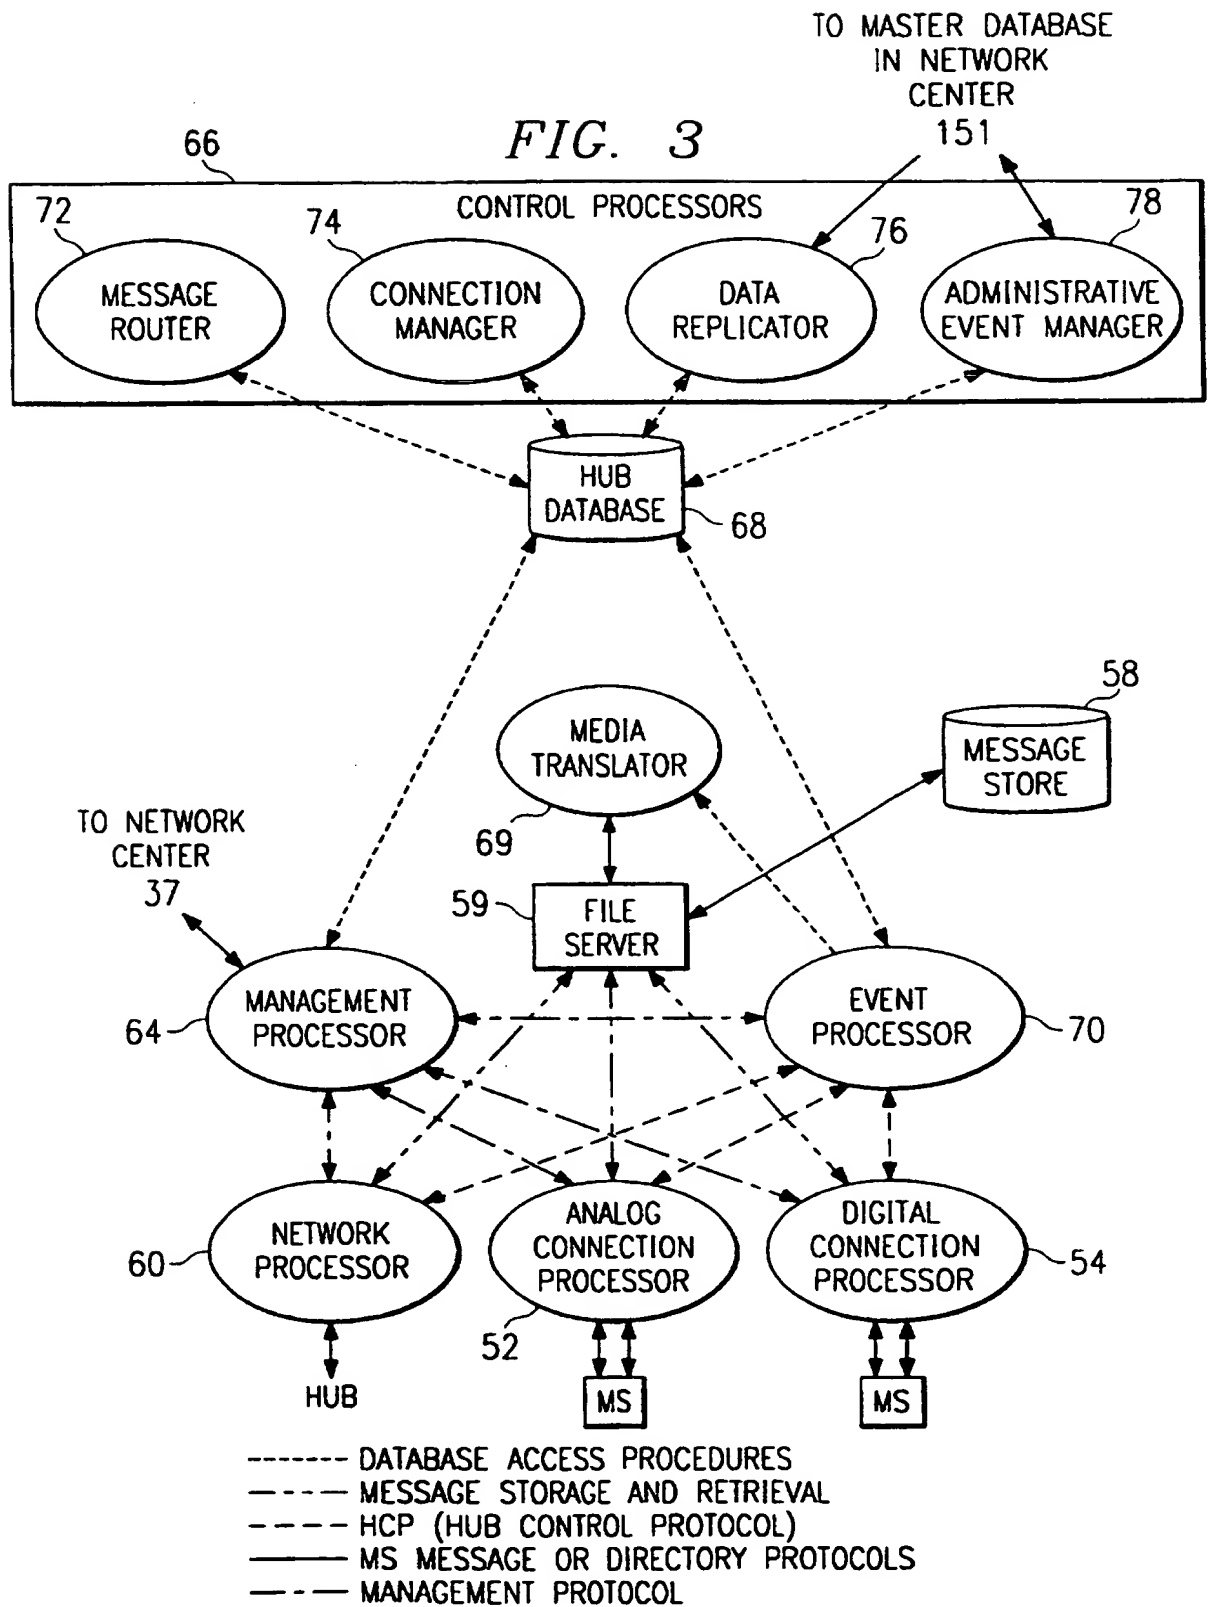 TO MASTER DATABASE
IN NETWORK
CENTER
151
FIG. 3
66
CONTROL PROCESSORS
72
74
76
78
MESSAGE
ROUTER
CONNECTION
MANAGER
DATA
REPLICATOR
ADMINISTRATIVE
EVENT MANAGER
HUB
DATABASE
68
58
MESSAGE
STORE
MEDIA
TRANSLATOR
69
TO NETWORK
CENTER
37
59
FILE
SERVER
MANAGEMENT
PROCESSOR
64
EVENT
PROCESSOR
70
NETWORK
PROCESSOR
60
ANALOG
CONNECTION
PROCESSOR
52
DIGITAL
CONNECTION
PROCESSOR
54
HUB
MS
MS
DATABASE ACCESS PROCEDURES
MESSAGE STORAGE AND RETRIEVAL
HCP (HUB CONTROL PROTOCOL)
MS MESSAGE OR DIRECTORY PROTOCOLS
MANAGEMENT PROTOCOL